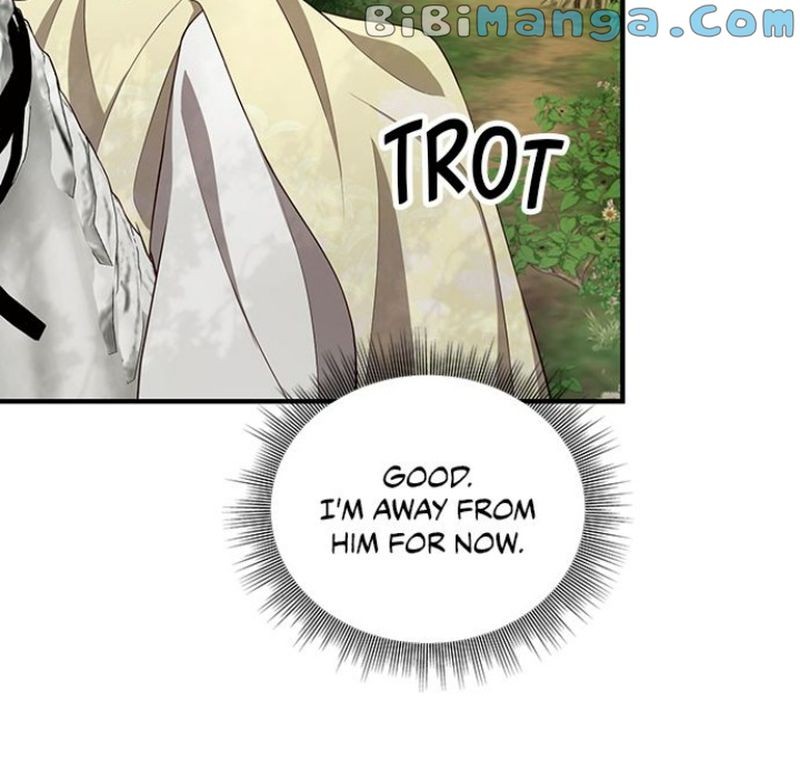 BiBiManga.Com
TROT
GOOD.
I'M AWAY FROM
HIM FOR NOW.